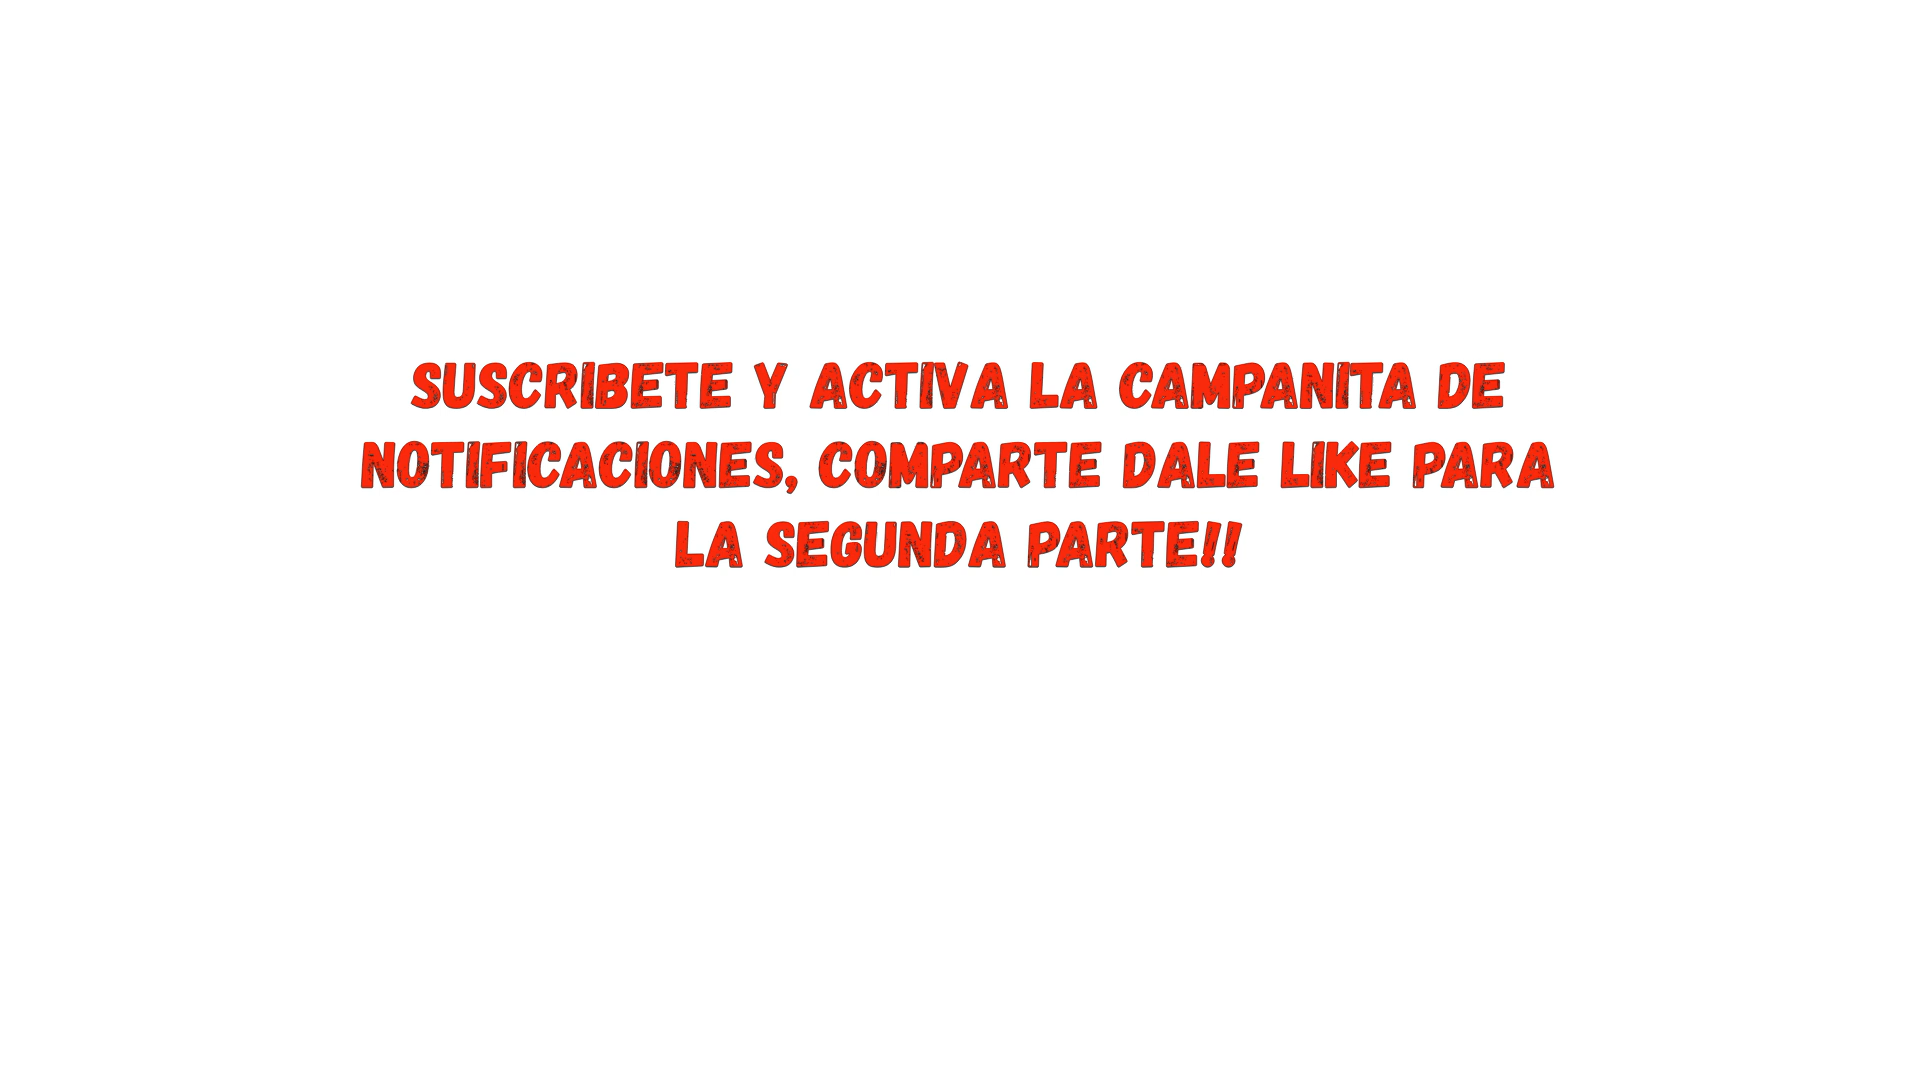 SUSCRIBETE Y ACTIVA LA CAMPANITA DE
NOTIFICACIONES, COMPARTE DALE LIKE PARA
LA SEGUNDA PARTE!!